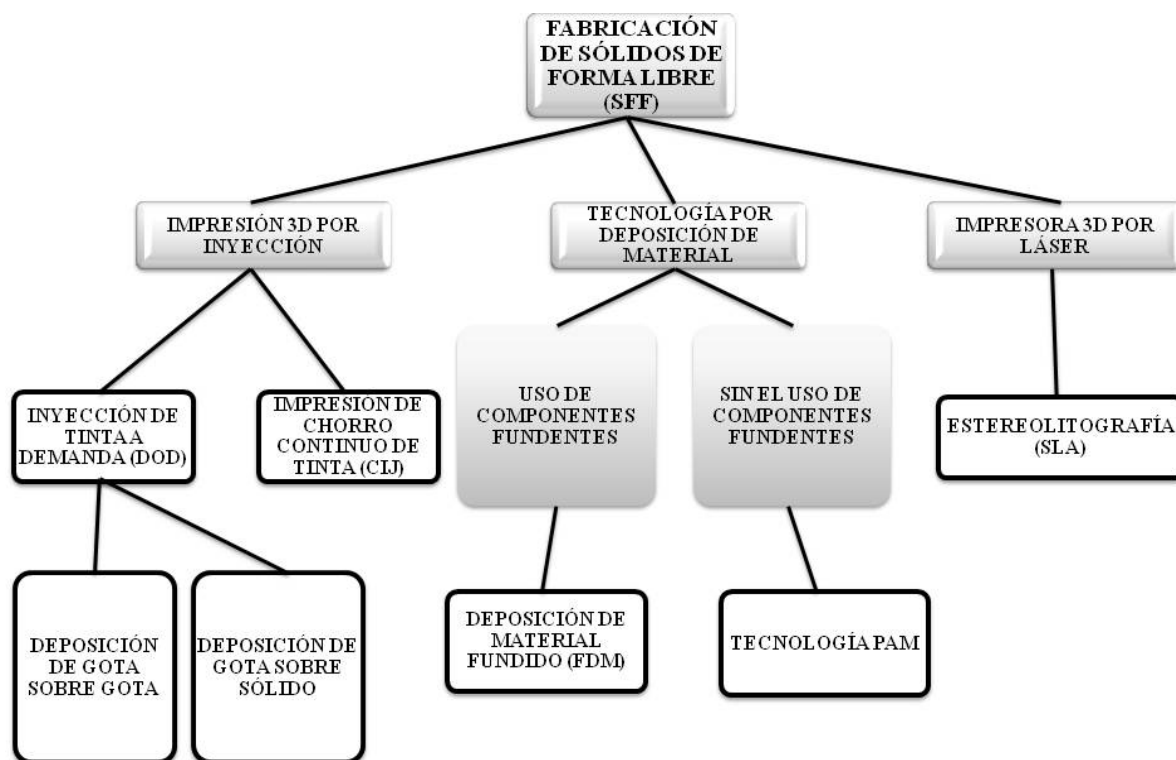 FABRICACIÓN
DE SÓLIDOS DE
FORMA LIBRE
(SFF)
IMPRESIÓN 3D POR
INYECCIÓN
TECNOLOGÍA POR
DEPOSICIÓN DE
MATERIAL
IMPRESORA 3D POR
LÁSER
INYECCIÓN DE
TINTA A
DEMANDA (DOD)
IMPRESIÓN DE
CHORRO
CONTINUO DE
TINTA (CIJ)
USO DE
COMPONENTES
FUNDENTES
SIN EL USO DE
COMPONENTES
FUNDENTES
ESTEREOLITOGRAFÍA
(SLA)
DEPOSICIÓN
DE GOTA
SOBRE GOTA
DEPOSICIÓN DE
GOTA SOBRE
SÓLIDO
DEPOSICIÓN DE
MATERIAL
FUNDIDO (FDM)
TECNOLOGÍA PAM